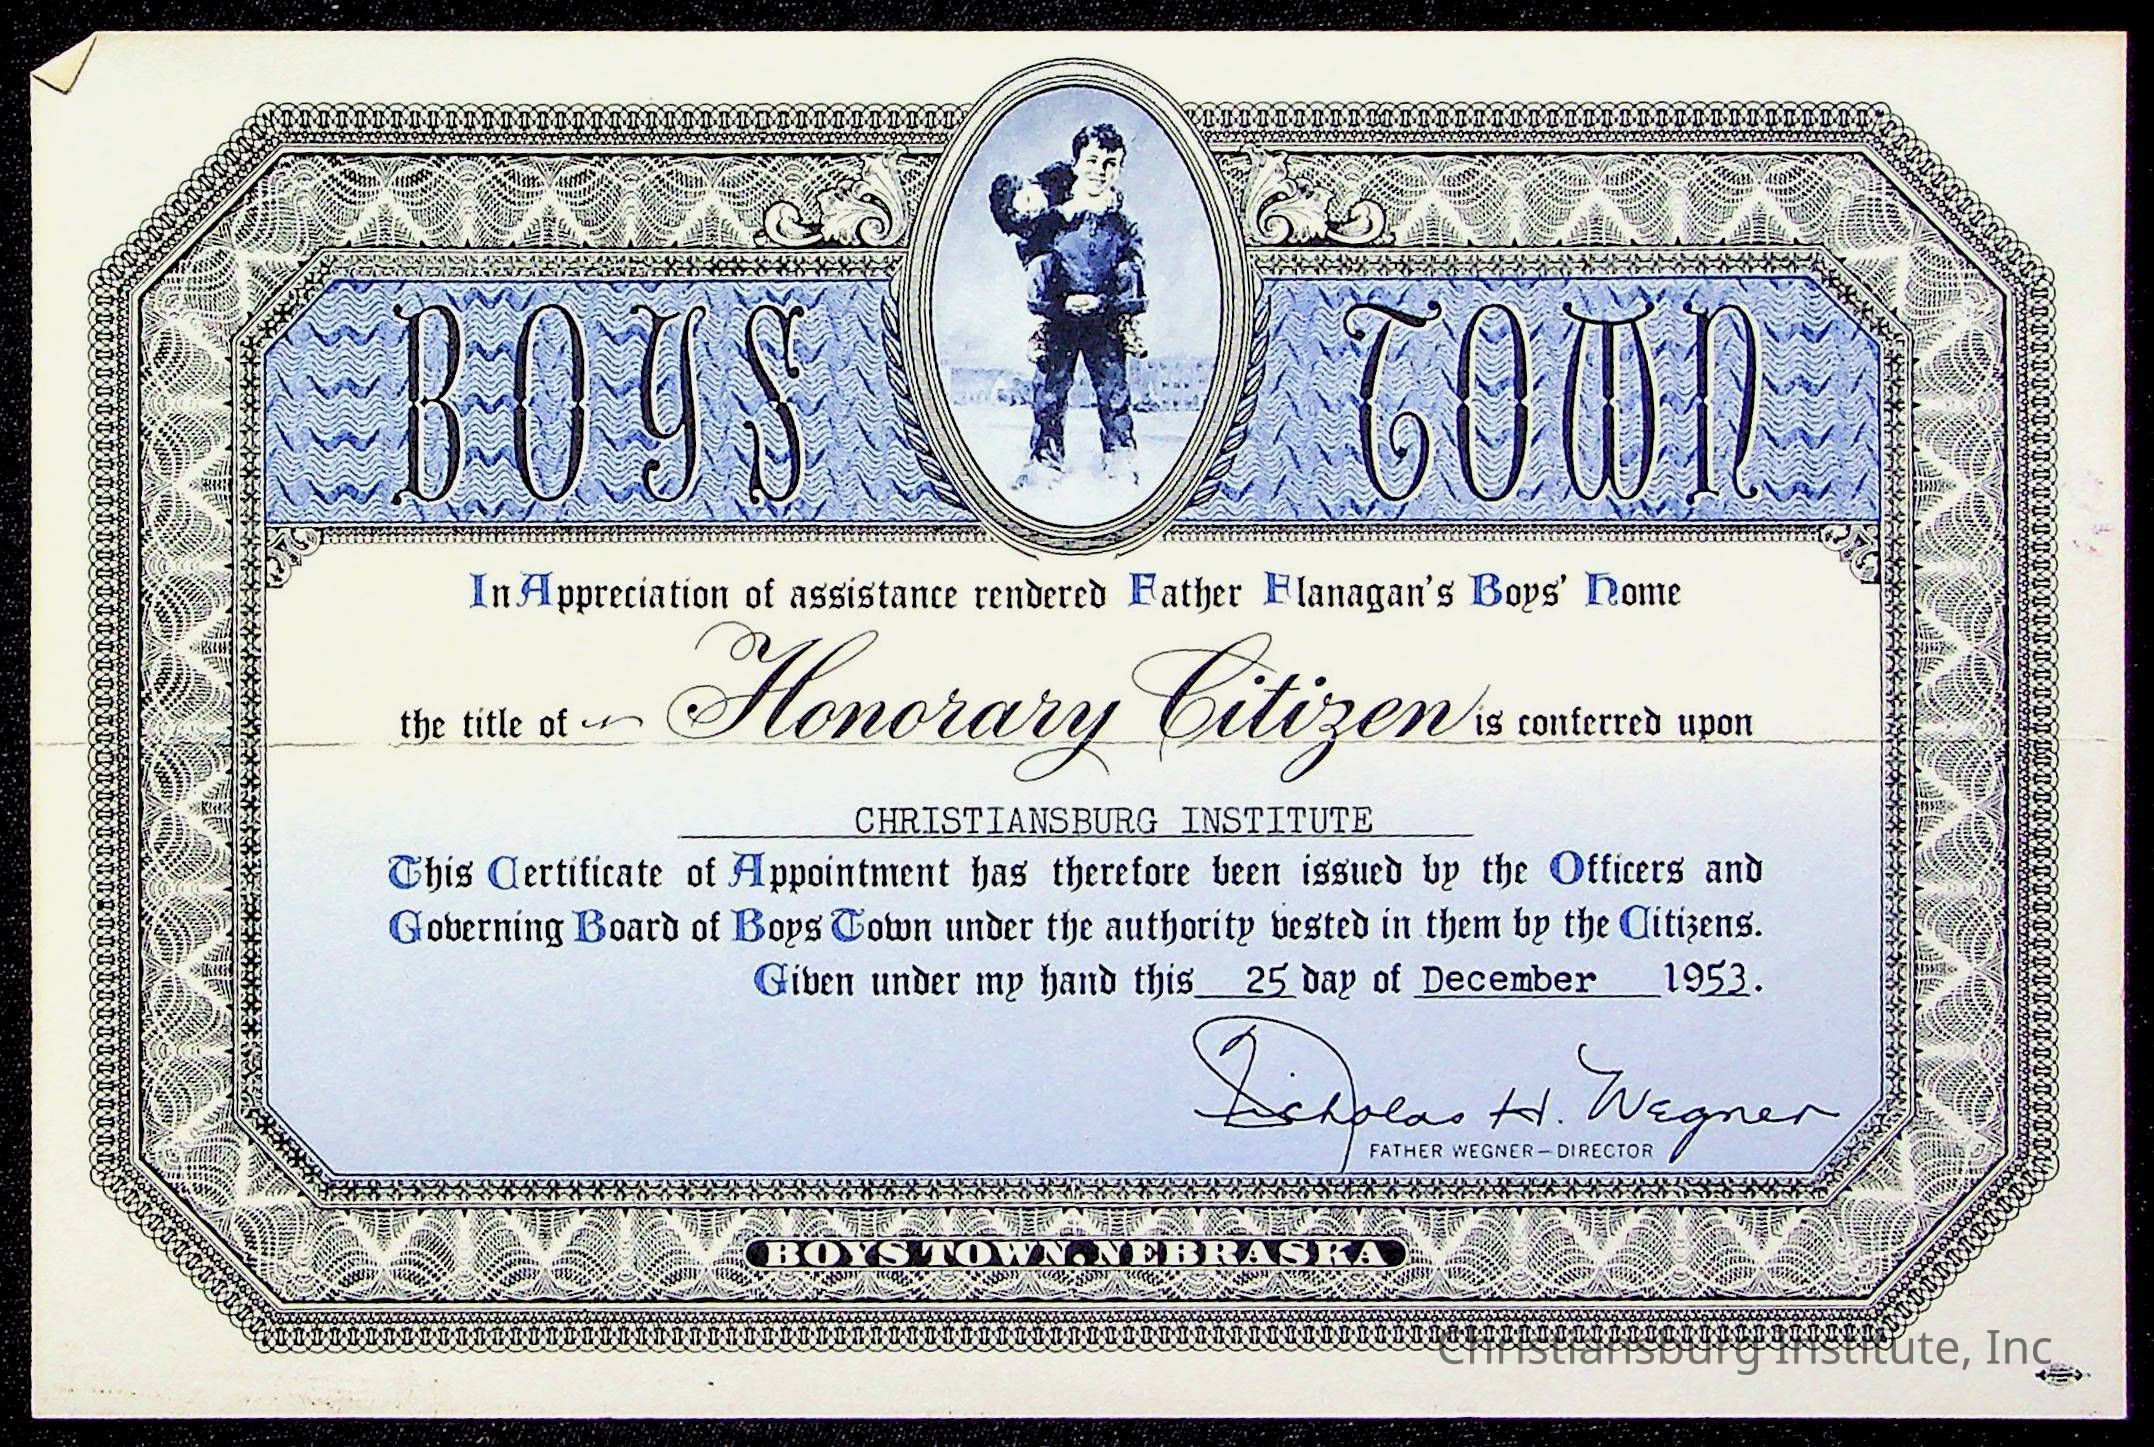 BOYS TOWN
In Appreciation of assistance rendered Father Flanagan's Boys' Home
the title of Honorary Citizen is conferred upon
CHRISTIANSBURG INSTITUTE
This Certificate of Appointment has therefore been issued by the Officers and
Governing Board of Boys Town under the authority vested in them by the Citizens.
Given under my hand this 25 day of December 1953.
Nicholas H. Wegner
FATHER WEGNER—DIRECTOR
BOYS TOWN, NEBRASKA
Christiansburg Institute, Inc